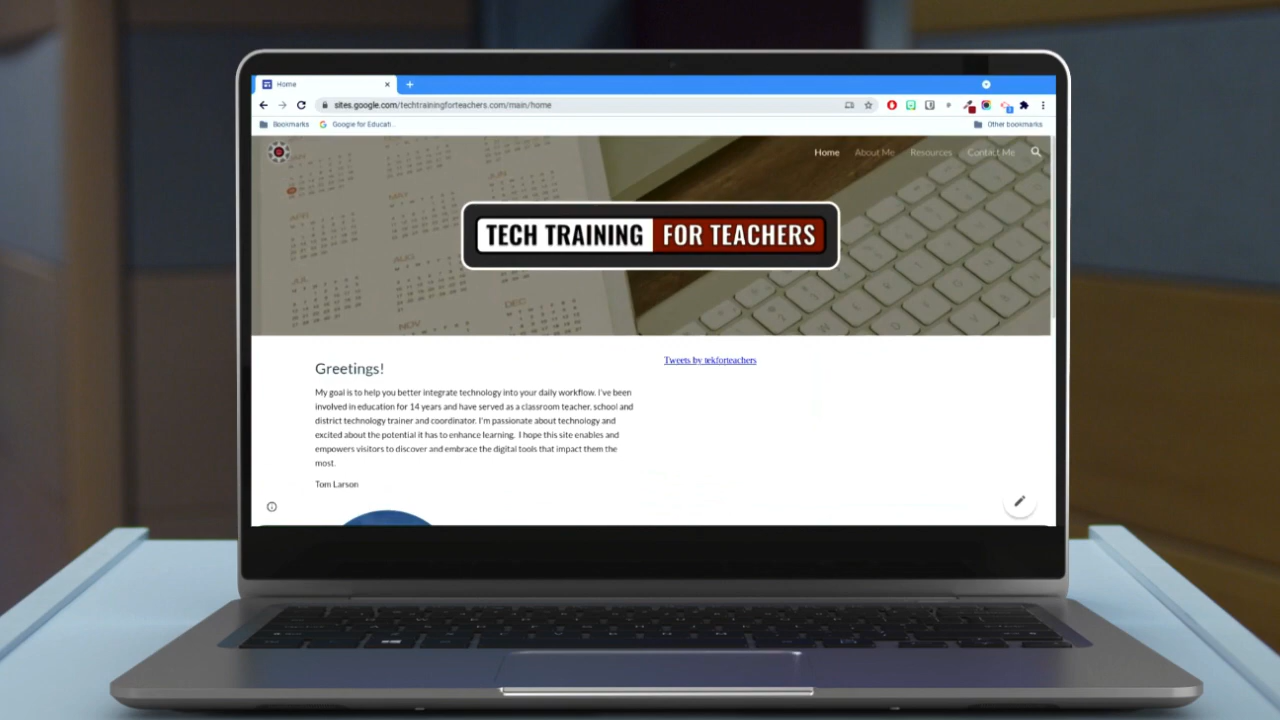 Home
sites.google.com/techtrainingforteachers.com/main/home
Bookmarks
Google for Educati..
Other bookmarks
Home About Me Resources Contact Me
TECH TRAINING FOR TEACHERS
JUN
MAY
AUG
DEC
NOV
Greetings!
My goal is to help you better integrate technology into your daily workflow. I've been
involved in education for 14 years and have served as a classroom teacher, school and
district technology trainer and coordinator. I'm passionate about technology and
excited about the potential it has to enhance learning. I hope this site enables and
empowers visitors to discover and embrace the digital tools that impact them the
most.
Tom Larson
Tweets by tekforteachers